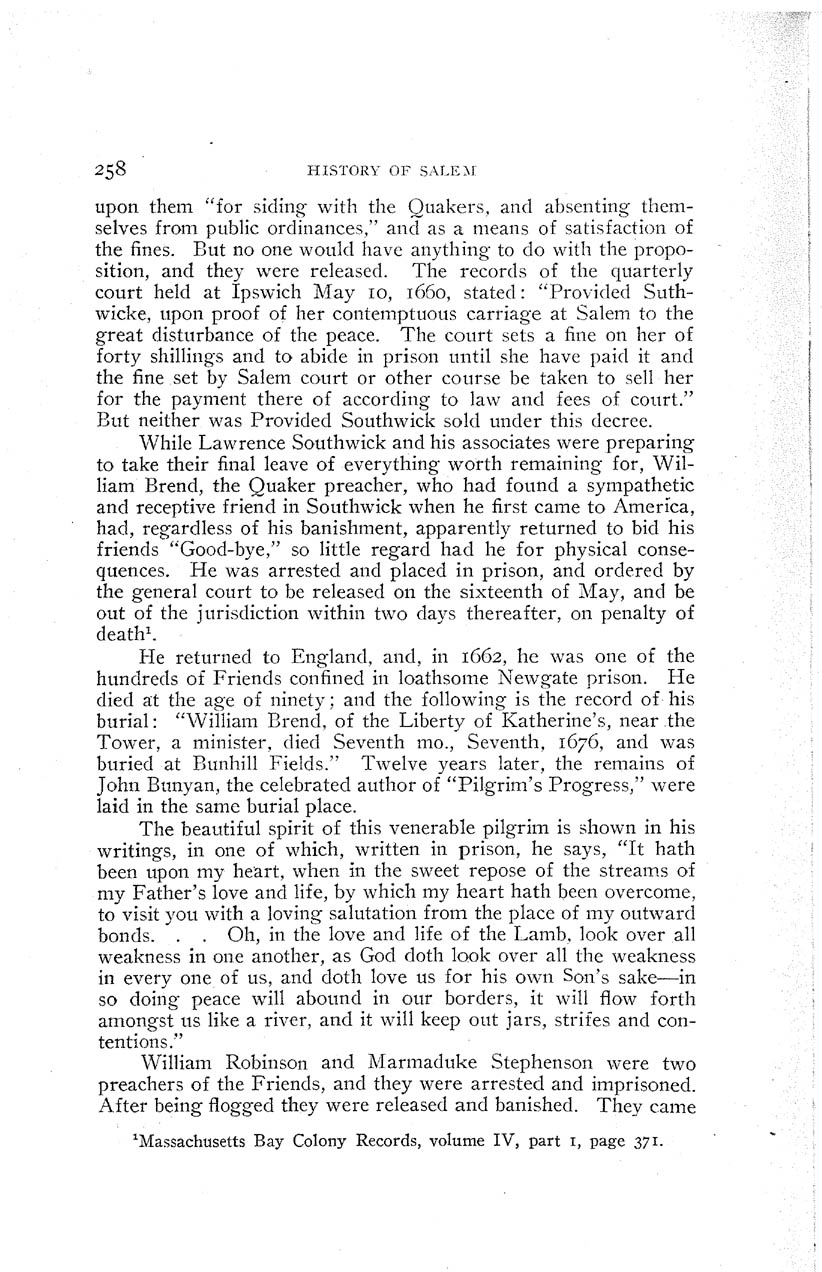 258 HISTORY OF SALEM
upon them “for siding with the Quakers, and absenting them-
selves from public ordinances,” and as a means of satisfaction of
the fines. But no one would have anything to do with the propo-
sition, and they were released. The records of the quarterly
court held at Ipswich May 10, 1660, stated: “Provided Suth-
wicke, upon proof of her contemptuous carriage at Salem to the
great disturbance of the peace. The court sets a fine on her of
forty shillings and to abide in prison until she have paid it and
the fine set by Salem court or other course be taken to sell her
for the payment there of according to law and fees of court.”
But neither was Provided Southwick sold under this decree.
While Lawrence Southwick and his associates were preparing
to take their final leave of everything worth remaining for, Wil-
liam Brend, the Quaker preacher, who had found a sympathetic
and receptive friend in Southwick when he first came to America,
had, regardless of his banishment, apparently returned to bid his
friends “Good-bye,” so little regard had he for physical conse-
quences. He was arrested and placed in prison, and ordered by
the general court to be released on the sixteenth of May, and be
out of the jurisdiction within two days thereafter, on penalty of
death¹.
He returned to England, and, in 1662, he was one of the
hundreds of Friends confined in loathsome Newgate prison. He
died at the age of ninety; and the following is the record of his
burial: “William Brend, of the Liberty of Katherine’s, near the
Tower, a minister, died Seventh mo., Seventh, 1676, and was
buried at Bunhill Fields.” Twelve years later, the remains of
John Bunyan, the celebrated author of “Pilgrim’s Progress,” were
laid in the same burial place.
The beautiful spirit of this venerable pilgrim is shown in his
writings, in one of which, written in prison, he says, “It hath
been upon my heart, when in the sweet repose of the streams of
my Father’s love and life, by which my heart hath been overcome,
to visit you with a loving salutation from the place of my outward
bonds. . . Oh, in the love and life of the Lamb, look over all
weakness in one another, as God doth look over all the weakness
in every one of us, and doth love us for his own Son’s sake—in
so doing peace will abound in our borders, it will flow forth
amongst us like a river, and it will keep out jars, strifes and con-
tentions.”
William Robinson and Marmaduke Stephenson were two
preachers of the Friends, and they were arrested and imprisoned.
After being flogged they were released and banished. They came
¹Massachusetts Bay Colony Records, volume IV, part 1, page 371.